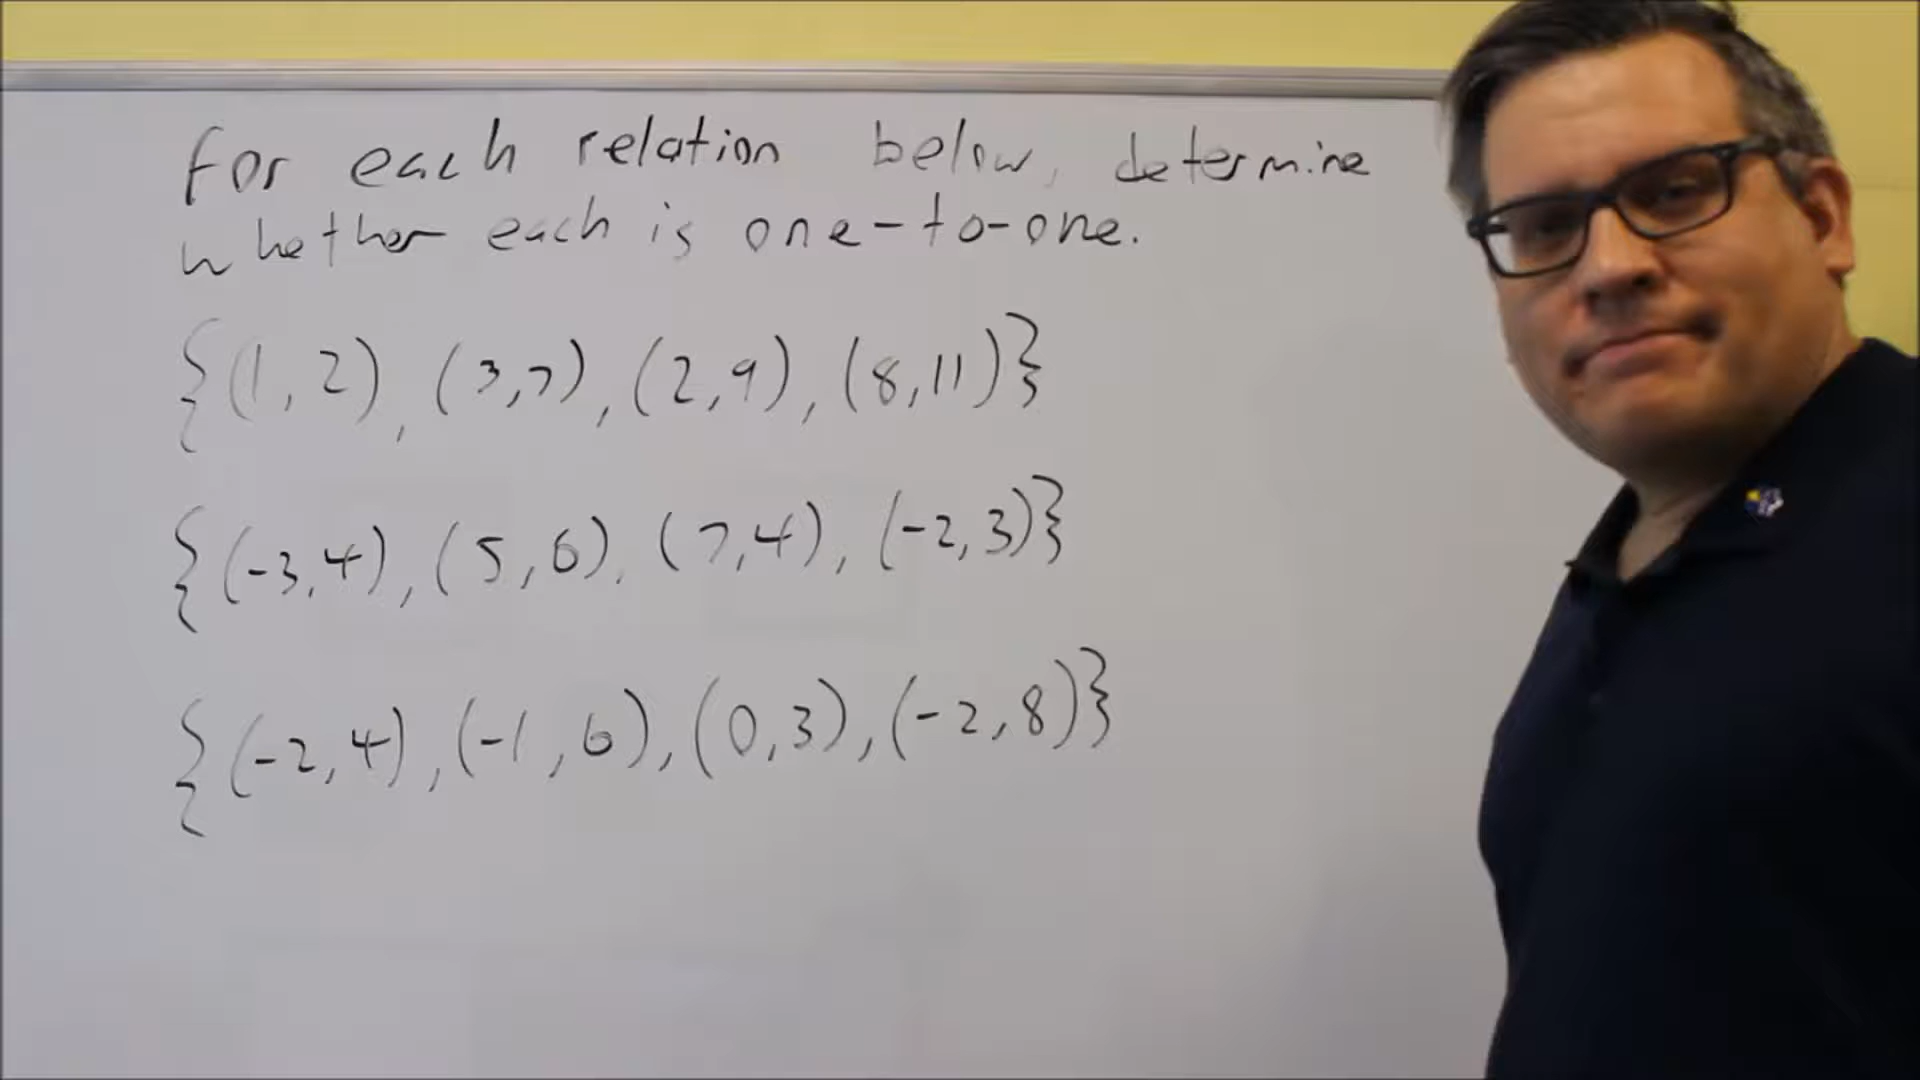 For each relation below, determine
whether each is one-to-one.
{(1, 2), (3,7), (2,9), (8,11)}
{(-3,4), (5,6), (7,4), (-2,3)}
{(-2,4), (-1,6), (0,3), (-2,8)}